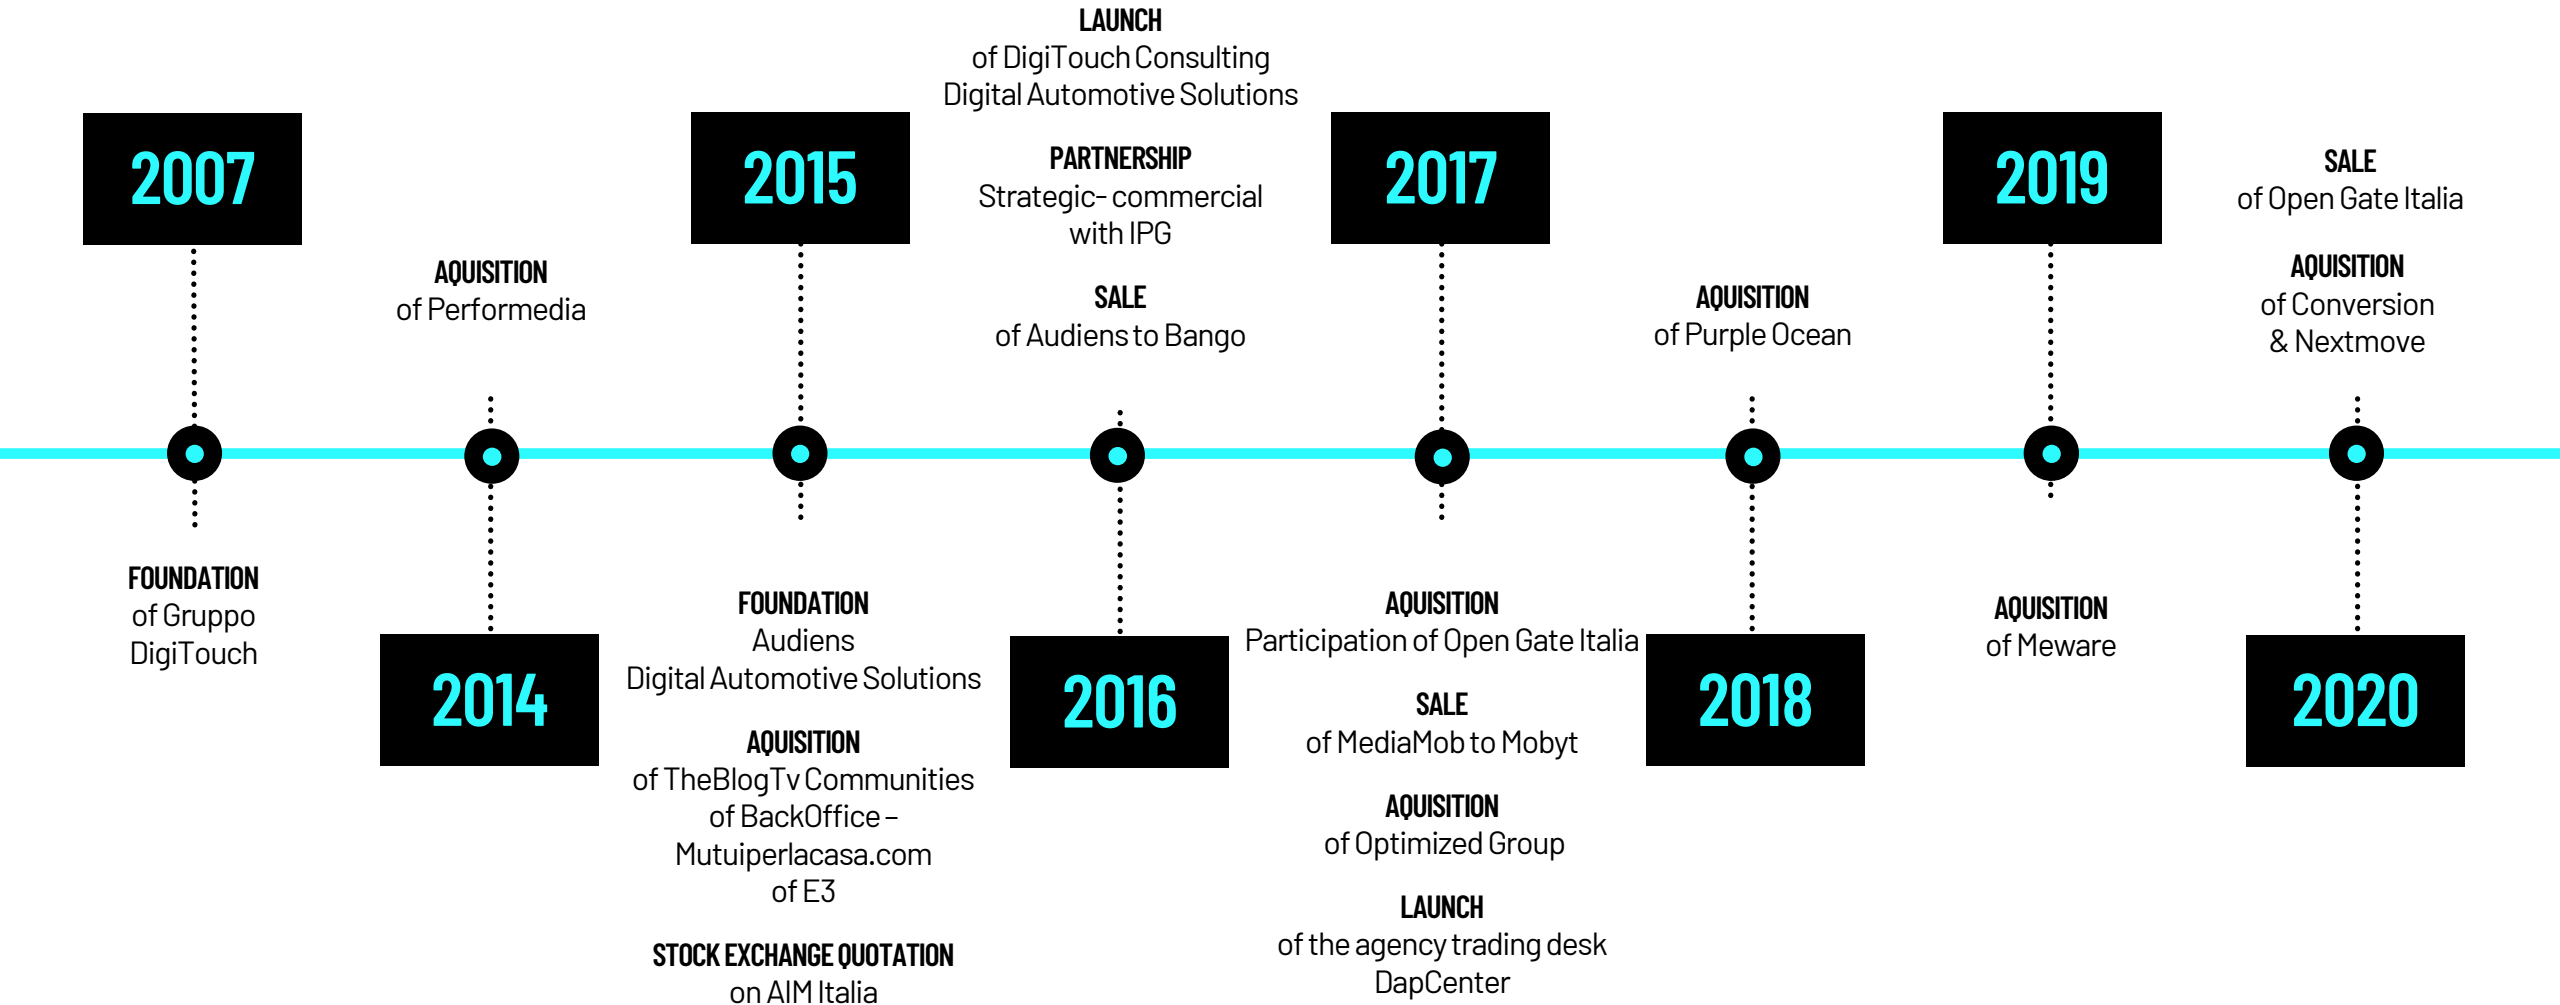 2007
FOUNDATION
of Gruppo
DigiTouch
AQUISITION
of Performedia
2014
2015
FOUNDATION
Audiens
Digital Automotive Solutions
AQUISITION
of TheBlogTv Communities
of BackOffice –
Mutuiperlacasa.com
of E3
STOCK EXCHANGE QUOTATION
on AIM Italia
LAUNCH
of DigiTouch Consulting
Digital Automotive Solutions
PARTNERSHIP
Strategic- commercial
with IPG
SALE
of Audiens to Bango
2016
2017
AQUISITION
Participation of Open Gate Italia
SALE
of MediaMob to Mobyt
AQUISITION
of Optimized Group
LAUNCH
of the agency trading desk
DapCenter
AQUISITION
of Purple Ocean
2018
2019
AQUISITION
of Meware
SALE
of Open Gate Italia
AQUISITION
of Conversion
& Nextmove
2020